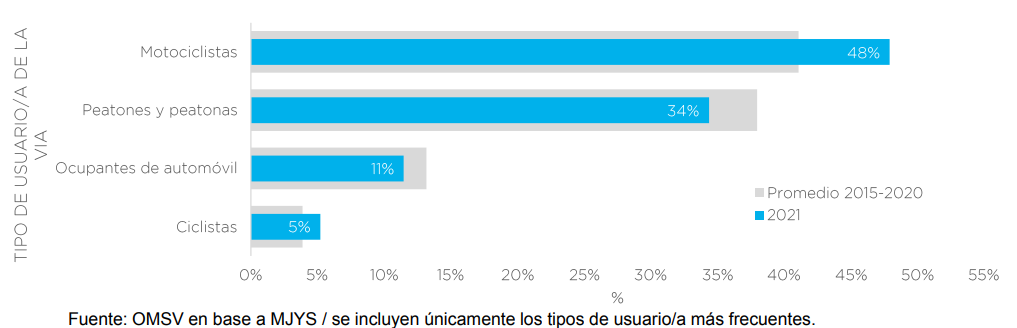 TIPO DE USUARIO/A DE LA
VIA
Motociclistas
48%
Peatones y peatonas
34%
Ocupantes de automóvil
11%
Ciclistas
5%
Promedio 2015-2020
2021
0% 5% 10% 15% 20% 25% 30% 35% 40% 45% 50% 55%
%
Fuente: OMSV en base a MJYS / se incluyen únicamente los tipos de usuario/a más frecuentes.